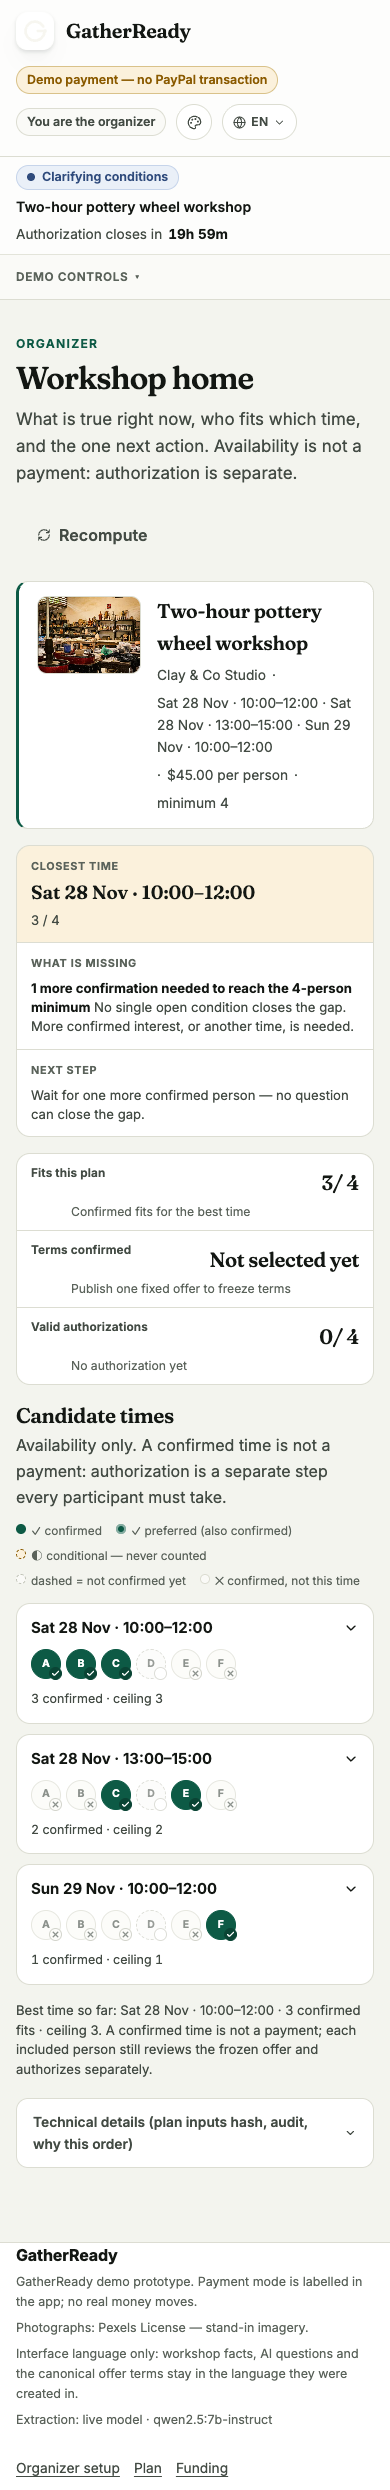 GatherReady
Demo payment — no PayPal transaction
You are the organizer
EN
Clarifying conditions
Two-hour pottery wheel workshop
Authorization closes in 19h 59m
DEMO CONTROLS
ORGANIZER
Workshop home
What is true right now, who fits which time,
and the one next action. Availability is not a
payment: authorization is separate.
Recompute
Two-hour pottery
wheel workshop
Clay & Co Studio ·
Sat 28 Nov · 10:00–12:00 · Sat
28 Nov · 13:00–15:00 · Sun 29
Nov · 10:00–12:00
· $45.00 per person ·
minimum 4
CLOSEST TIME
Sat 28 Nov · 10:00–12:00
3 / 4
WHAT IS MISSING
1 more confirmation needed to reach the 4-person
minimum No single open condition closes the gap.
More confirmed interest, or another time, is needed.
NEXT STEP
Wait for one more confirmed person — no question
can close the gap.
Fits this plan
3/ 4
Confirmed fits for the best time
Terms confirmed
Not selected yet
Publish one fixed offer to freeze terms
Valid authorizations
0/ 4
No authorization yet
Candidate times
Availability only. A confirmed time is not a
payment: authorization is a separate step
every participant must take.
✓ confirmed ✓ preferred (also confirmed)
◐ conditional — never counted
dashed = not confirmed yet ✕ confirmed, not this time
Sat 28 Nov · 10:00–12:00
A B C D E F
3 confirmed · ceiling 3
Sat 28 Nov · 13:00–15:00
A B C D E F
2 confirmed · ceiling 2
Sun 29 Nov · 10:00–12:00
A B C D E F
1 confirmed · ceiling 1
Best time so far: Sat 28 Nov · 10:00–12:00 · 3 confirmed
fits · ceiling 3. A confirmed time is not a payment; each
included person still reviews the frozen offer and
authorizes separately.
Technical details (plan inputs hash, audit,
why this order)
GatherReady
GatherReady demo prototype. Payment mode is labelled in
the app; no real money moves.
Photographs: Pexels License — stand-in imagery.
Interface language only: workshop facts, AI questions and
the canonical offer terms stay in the language they were
created in.
Extraction: live model · qwen2.5:7b-instruct
Organizer setup Plan Funding